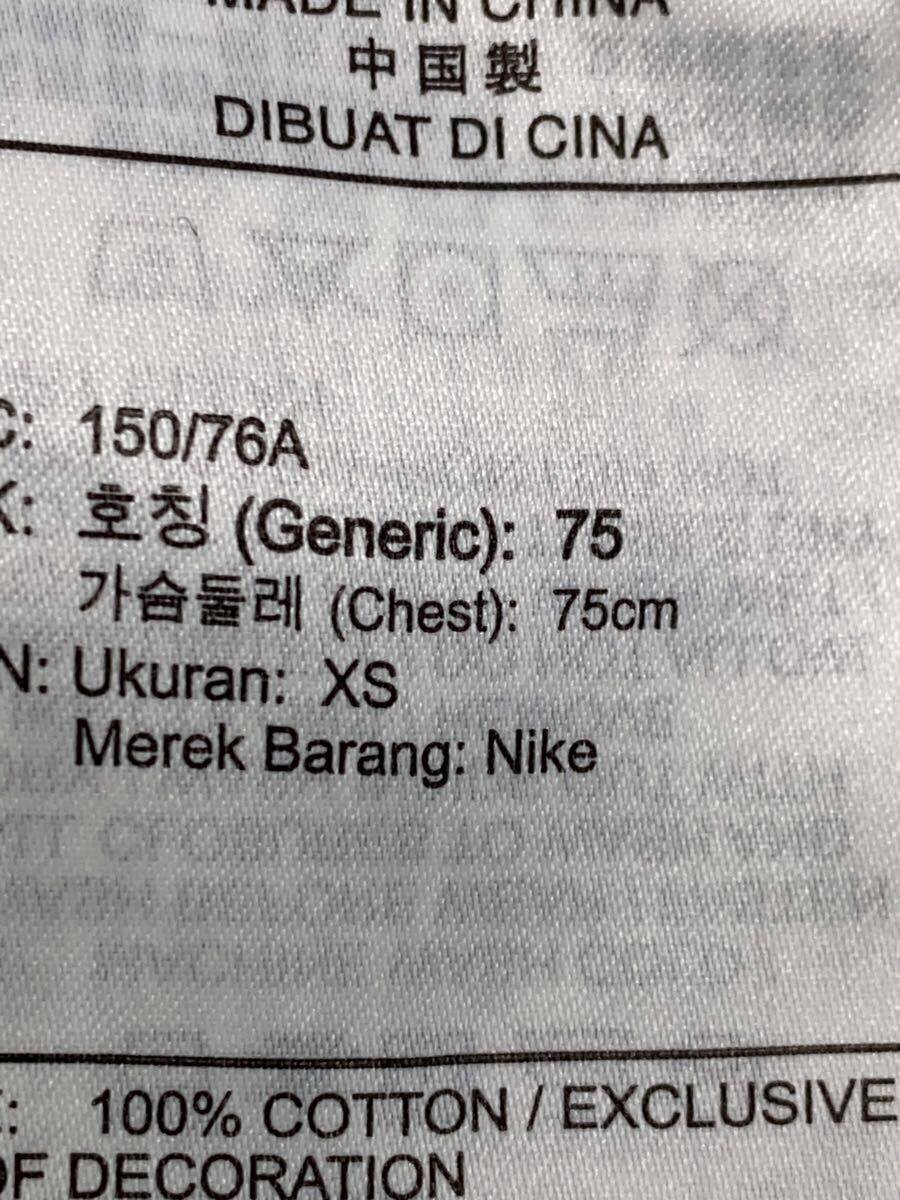 MADE IN CHINA
中国製
DIBUAT DI CINA
C: 150/76A
K: 호칭 (Generic): 75
가슴둘레 (Chest): 75cm
N: Ukuran: XS
Merek Barang: Nike
100% COTTON / EXCLUSIVE
OF DECORATION